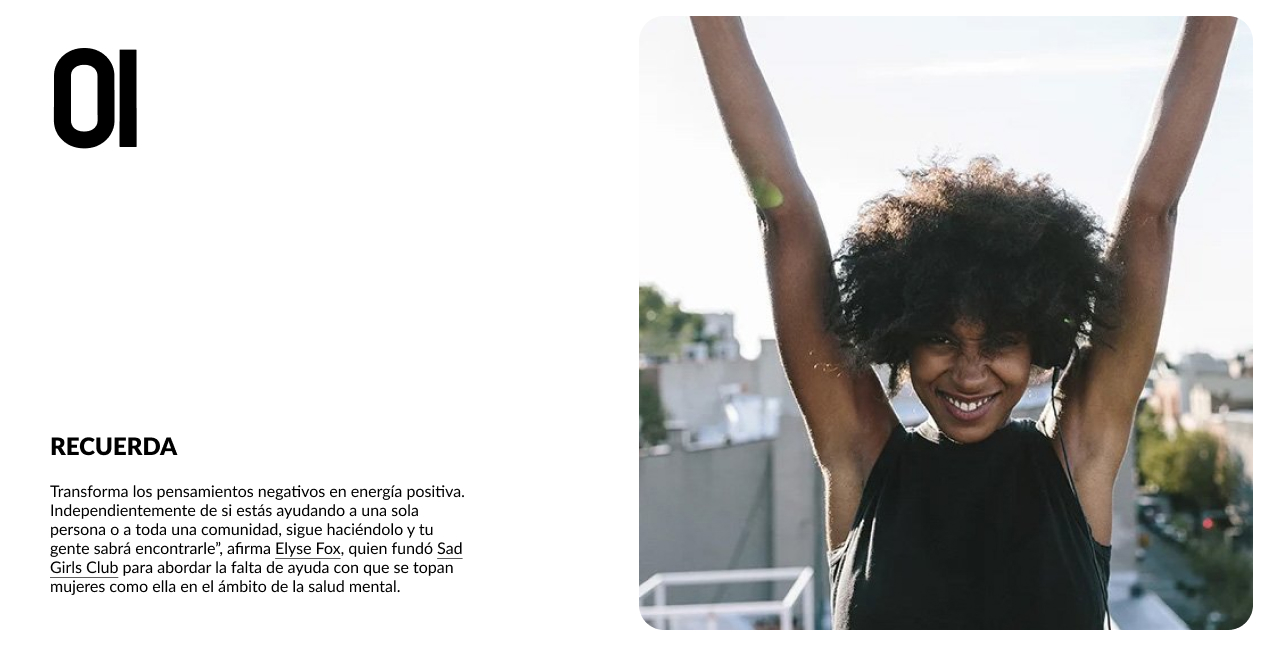 01
RECUERDA
Transforma los pensamientos negativos en energía positiva.
Independientemente de si estás ayudando a una sola
persona o a toda una comunidad, sigue haciéndolo y tu
gente sabrá encontrarle”, afirma Elyse Fox, quien fundó Sad
Girls Club para abordar la falta de ayuda con que se topan
mujeres como ella en el ámbito de la salud mental.